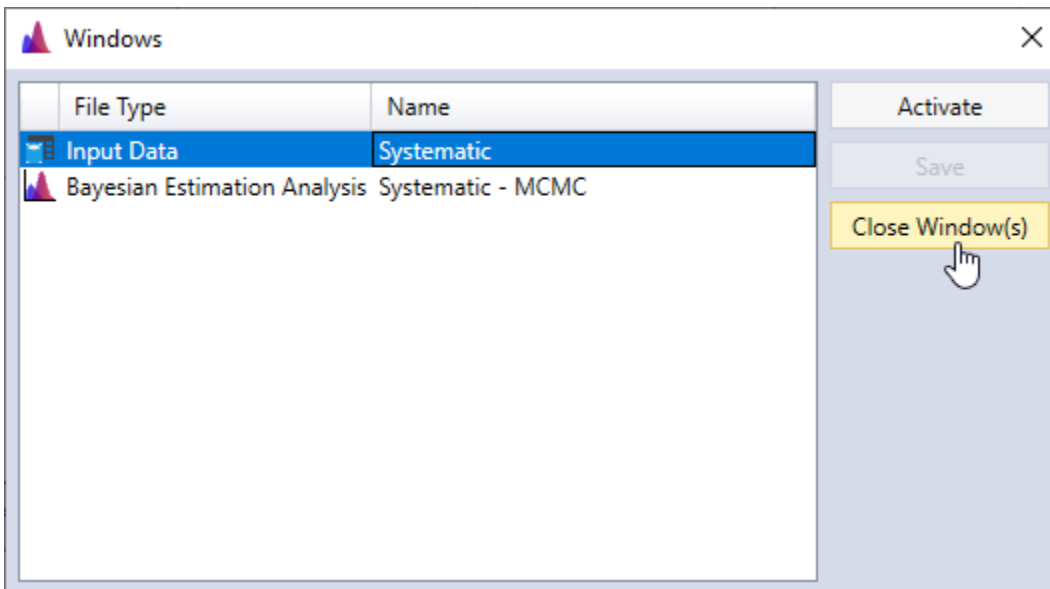 Windows
File Type Name
Input Data Systematic
Bayesian Estimation Analysis Systematic - MCMC
Activate
Save
Close Window(s)